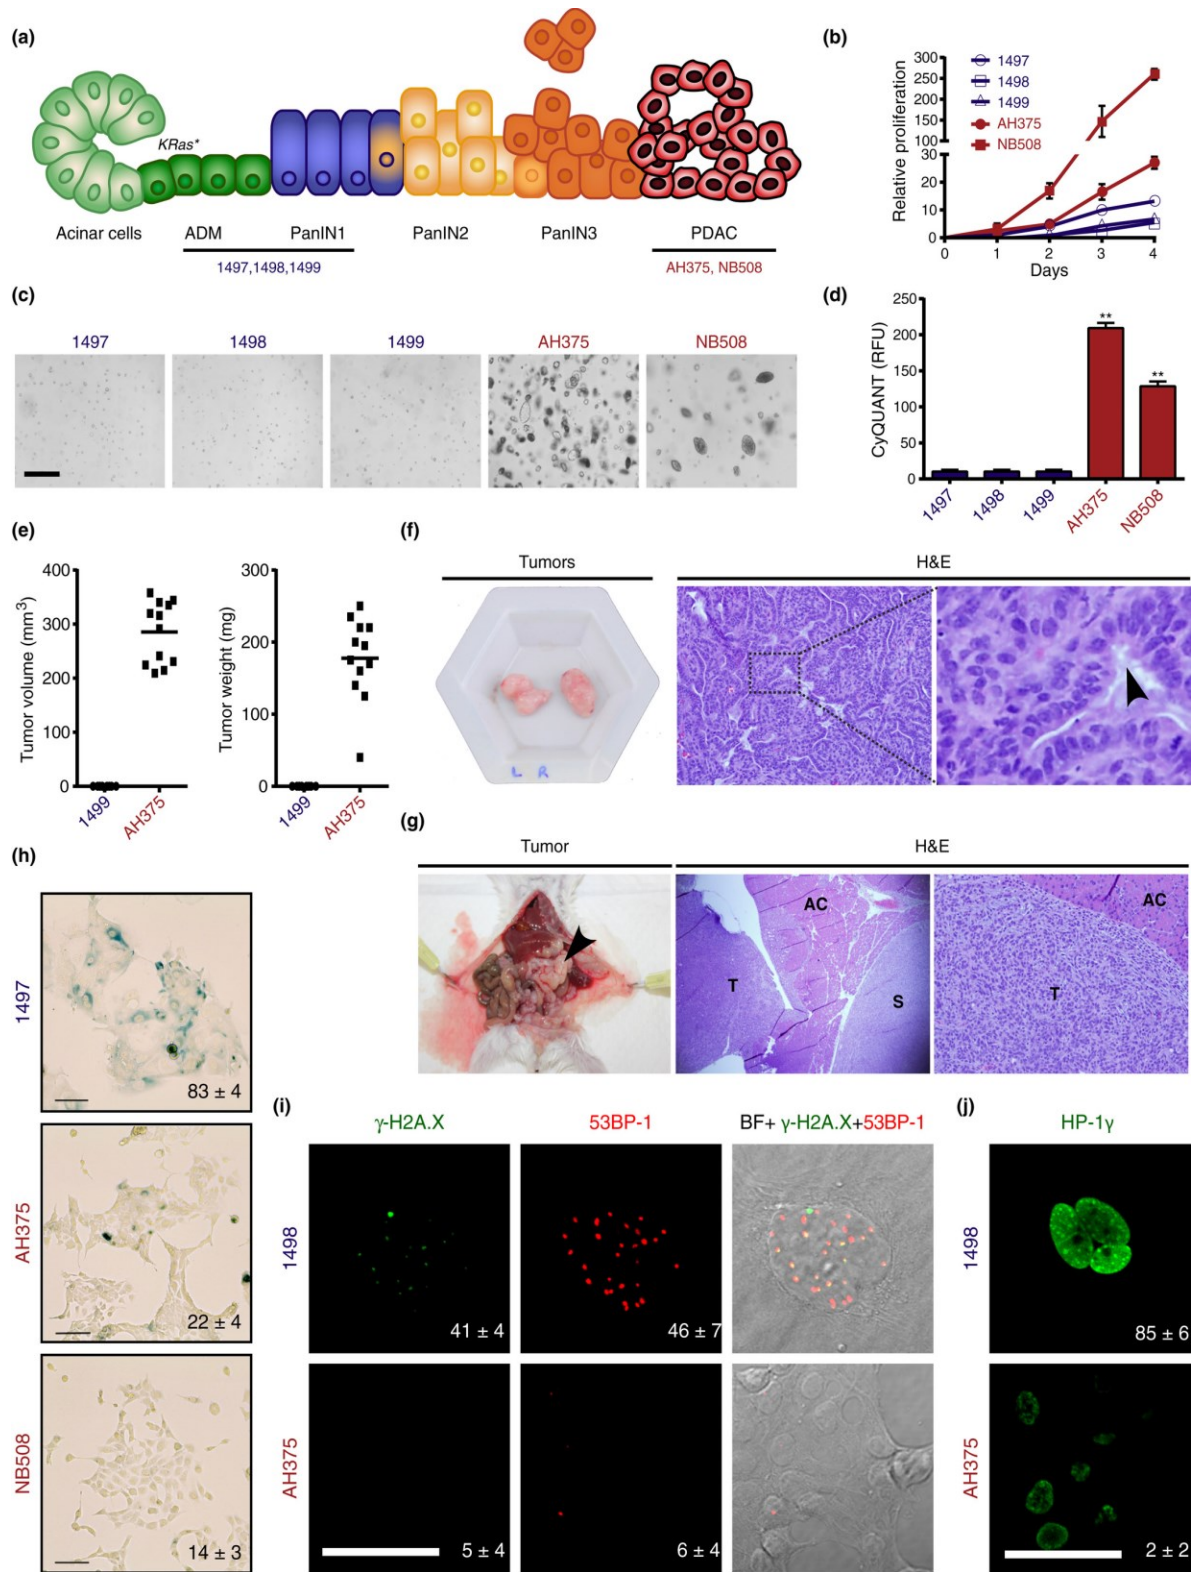 (a)
KRas*
Acinar cells
ADM
PanIN1
PanIN2
PanIN3
PDAC
1497,1498,1499
AH375, NB508
(b)
Relative proliferation
300
250
200
150
100
30
20
10
0
1497
1498
1499
AH375
NB508
0 1 2 3 4
Days
(c)
1497
1498
1499
AH375
NB508
(d)
CyQUANT (RFU)
250
200
150
100
50
0
**
**
1497
1498
1499
AH375
NB508
(e)
Tumor volume (mm3)
400
300
200
100
0
1499
AH375
Tumor weight (mg)
300
200
100
0
1499
AH375
(f)
Tumors
H&E
L R
(g)
Tumor
H&E
T
AC
S
AC
T
(h)
1497
83 ± 4
AH375
22 ± 4
NB508
14 ± 3
(i)
γ-H2A.X
53BP-1
BF+ γ-H2A.X+53BP-1
1498
41 ± 4
46 ± 7
AH375
5 ± 4
6 ± 4
(j)
HP-1γ
1498
85 ± 6
AH375
2 ± 2